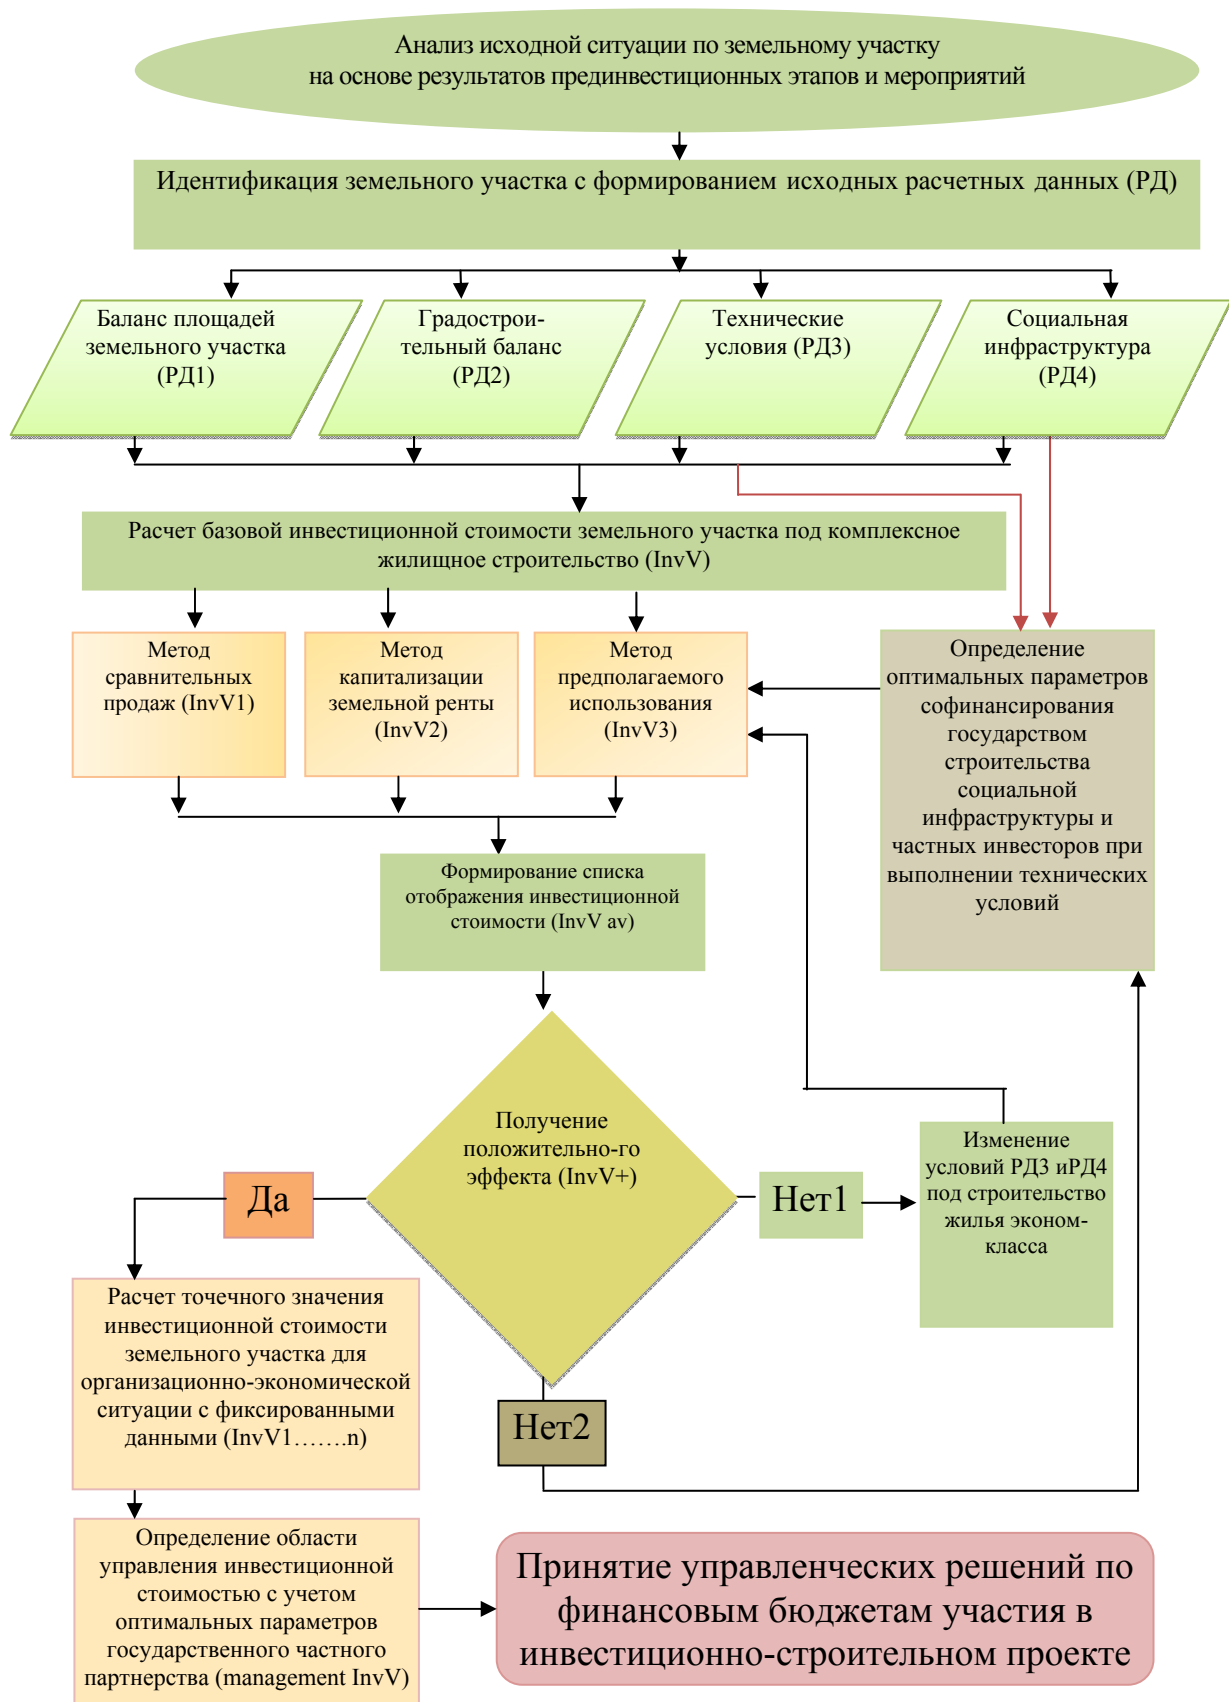 Анализ исходной ситуации по земельному участку
на основе результатов прединвестиционных этапов и мероприятий
Идентификация земельного участка с формированием исходных расчетных данных (РД)
Баланс площадей
земельного участка
(РД1)
Градострои-
тельный баланс
(РД2)
Технические
условия (РД3)
Социальная
инфраструктура
(РД4)
Расчет базовой инвестиционной стоимости земельного участка под комплексное
жилищное строительство (InvV)
Метод
сравнительных
продаж (InvV1)
Метод
капитализации
земельной ренты
(InvV2)
Метод
предполагаемого
использования
(InvV3)
Определение
оптимальных параметров
софинансирования
государством
строительства
социальной
инфраструктуры и
частных инвесторов при
выполнении технических
условий
Формирование списка
отображения инвестиционной
стоимости (InvV av)
Получение
положительно-го
эффекта (InvV+)
Да
Нет1
Изменение
условий РД3 иРД4
под строительство
жилья эконом-
класса
Расчет точечного значения
инвестиционной стоимости
земельного участка для
организационно-экономической
ситуации с фиксированными
данными (InvV1…….n)
Нет2
Определение области
управления инвестиционной
стоимостью с учетом
оптимальных параметров
государственного частного
партнерства (management InvV)
Принятие управленческих решений по
финансовым бюджетам участия в
инвестиционно-строительном проекте